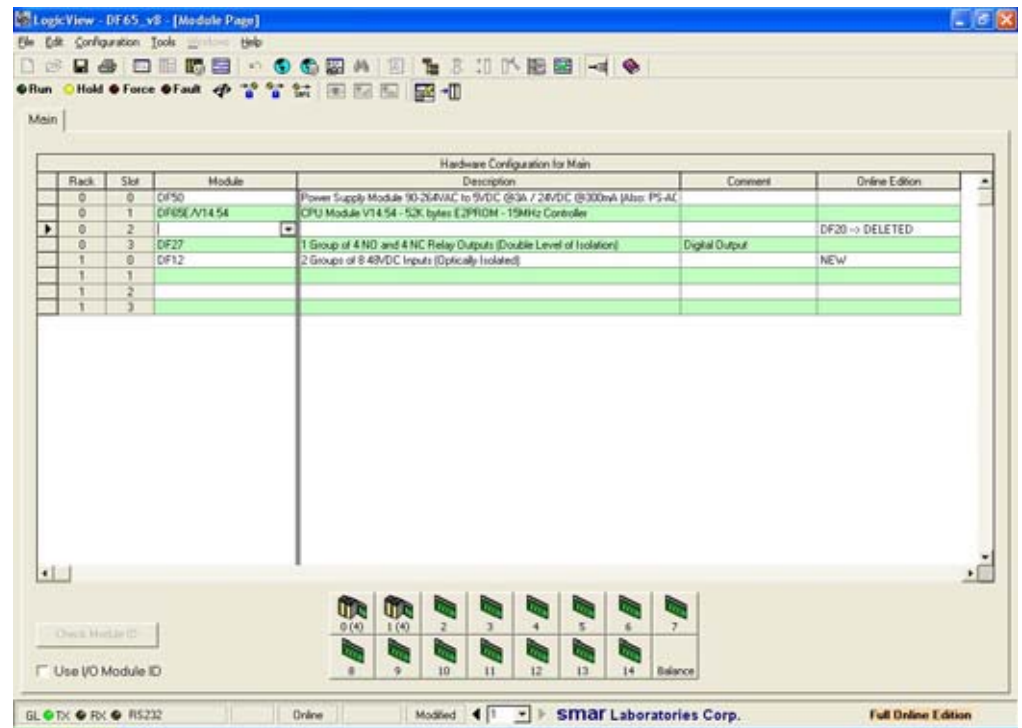 LogicView - DF65_v8 - [Module Page]
File Edit Configuration Tools Windows Help
Run Hold Force Fault
Main
Hardware Configuration for Main
Rack Slot Module Description Comment Online Edition
0 0 DF50 Power Supply Module 90-264VAC to 5VDC @3A / 24VDC @300mA (Also: PS-AC
0 1 DF65E/V14.54 CPU Module V14.54 - 52K bytes E2PROM - 15MHz Controller
0 2 DF20 -> DELETED
0 3 DF27 1 Group of 4 NO and 4 NC Relay Outputs (Double Level of Isolation) Digital Output
1 0 DF12 2 Groups of 8 48VDC Inputs (Optically Isolated) NEW
1 1
1 2
1 3
0 (4) 1 (4) 2 3 4 5 6 7
Check Module ID
8 9 10 11 12 13 14 Balance
Use I/O Module ID
GL TX RX RS232 Online Modified 1 smar Laboratories Corp. Full Online Edition